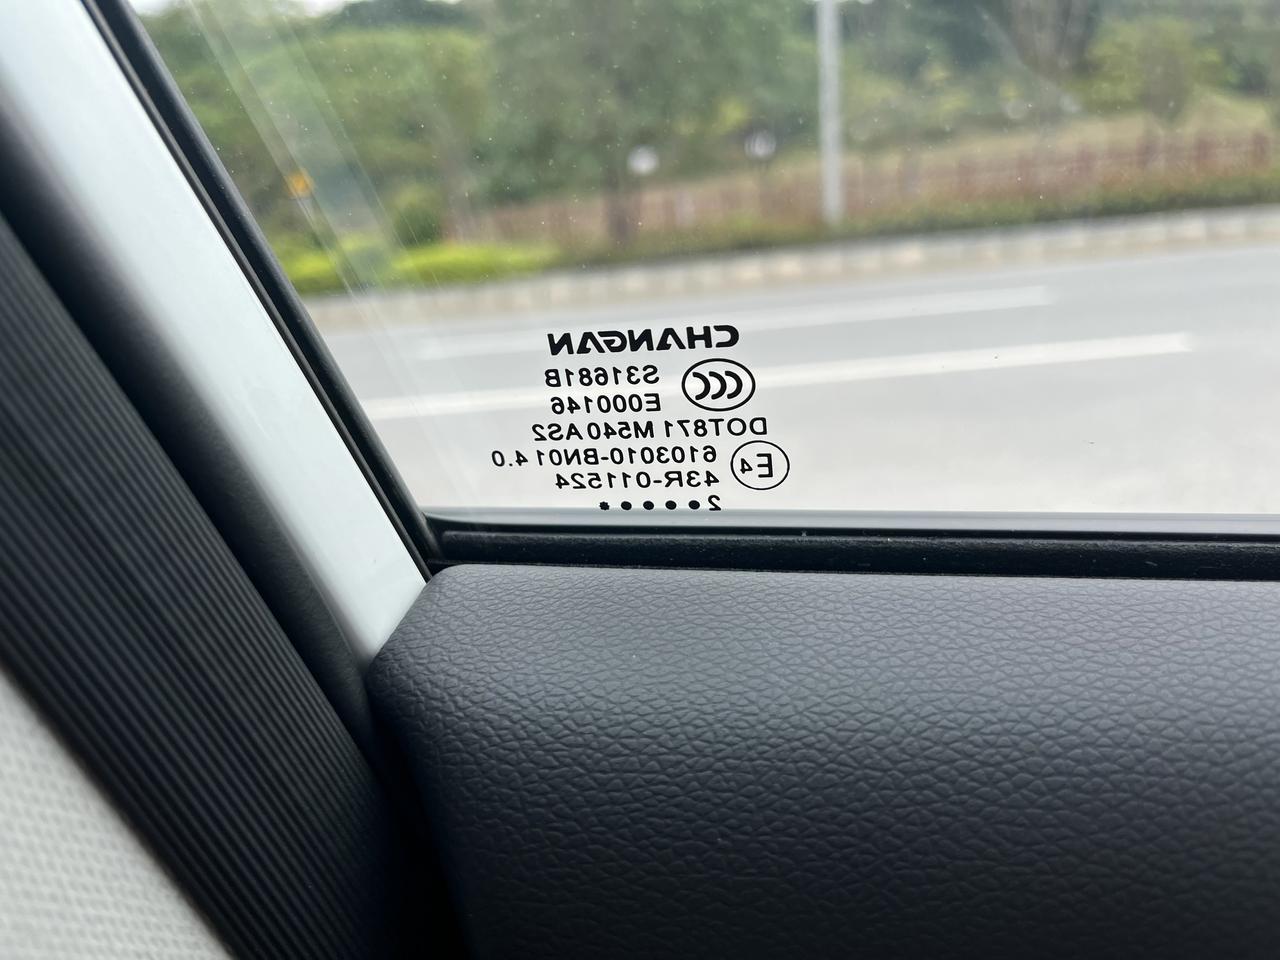 CHANGAN
CCC S31681B
E000146
DOT871 M540 AS2
E4 6103010-BN01 4.0
43R-011524
2 • • • • *